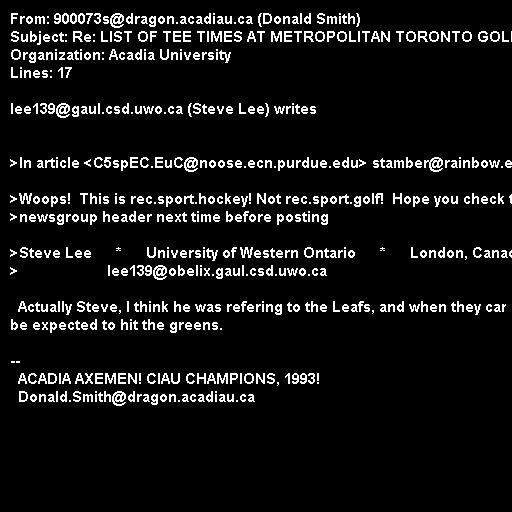 From: 900073s@dragon.acadiau.ca (Donald Smith)
Subject: Re: LIST OF TEE TIMES AT METROPOLITAN TORONTO GOL
Organization: Acadia University
Lines: 17
lee139@gaul.csd.uwo.ca (Steve Lee) writes
>In article <C5spEC.EuC@noose.ecn.purdue.edu> stamber@rainbow.e
>Woops!  This is rec.sport.hockey! Not rec.sport.golf!  Hope you check t
>newsgroup header next time before posting
>Steve Lee      *      University of Western Ontario      *      London, Canad
>                      lee139@obelix.gaul.csd.uwo.ca
Actually Steve, I think he was refering to the Leafs, and when they car
be expected to hit the greens.
--
ACADIA AXEMEN! CIAU CHAMPIONS, 1993!
Donald.Smith@dragon.acadiau.ca